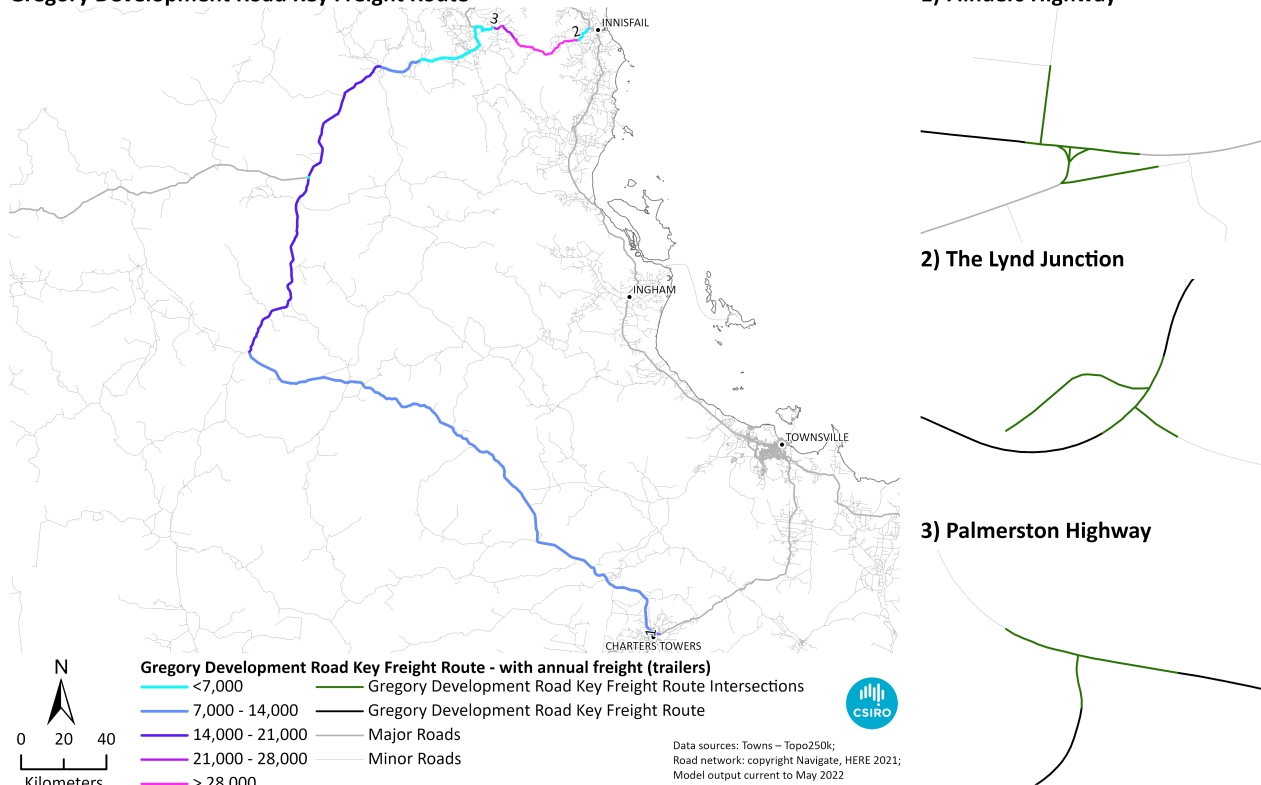 Gregory Development Road Key Freight Route
1) Flinders Highway
3
2
INNISFAIL
2) The Lynd Junction
INGHAM
TOWNSVILLE
3) Palmerston Highway
1
CHARTERS TOWERS
N
0 20 40
Kilometers
Gregory Development Road Key Freight Route - with annual freight (trailers)
<7,000
7,000 - 14,000
14,000 - 21,000
21,000 - 28,000
> 28,000
Gregory Development Road Key Freight Route Intersections
Gregory Development Road Key Freight Route
Major Roads
Minor Roads
CSIRO
Data sources: Towns – Topo250k;
Road network: copyright Navigate, HERE 2021;
Model output current to May 2022